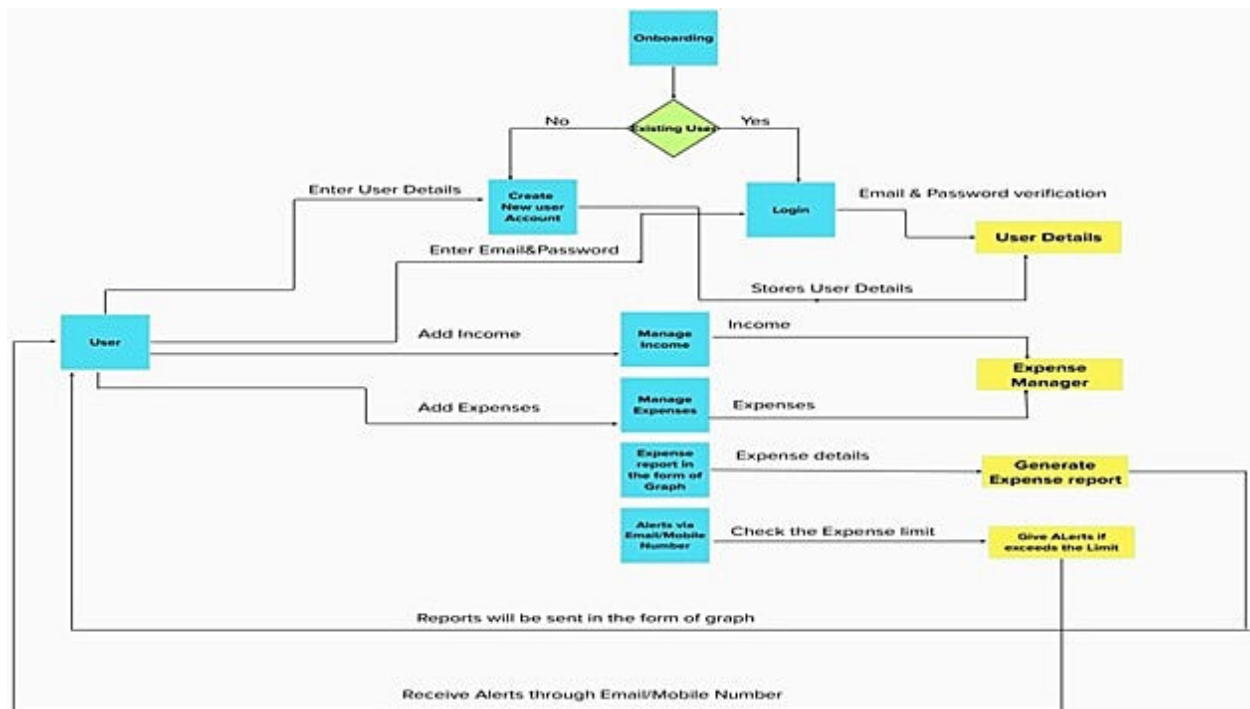 Onboarding
No
Existing User
Yes
Enter User Details
Create
New user
Account
Login
Email & Password verification
User Details
Enter Email&Password
Stores User Details
User
Add Income
Manage
Income
Income
Expense
Manager
Add Expenses
Manage
Expenses
Expenses
Expense
report in
the form of
Graph
Expense details
Generate
Expense report
Alerts via
Email/Mobile
Number
Check the Expense limit
Give ALerts if
exceeds the Limit
Reports will be sent in the form of graph
Receive Alerts through Email/Mobile Number